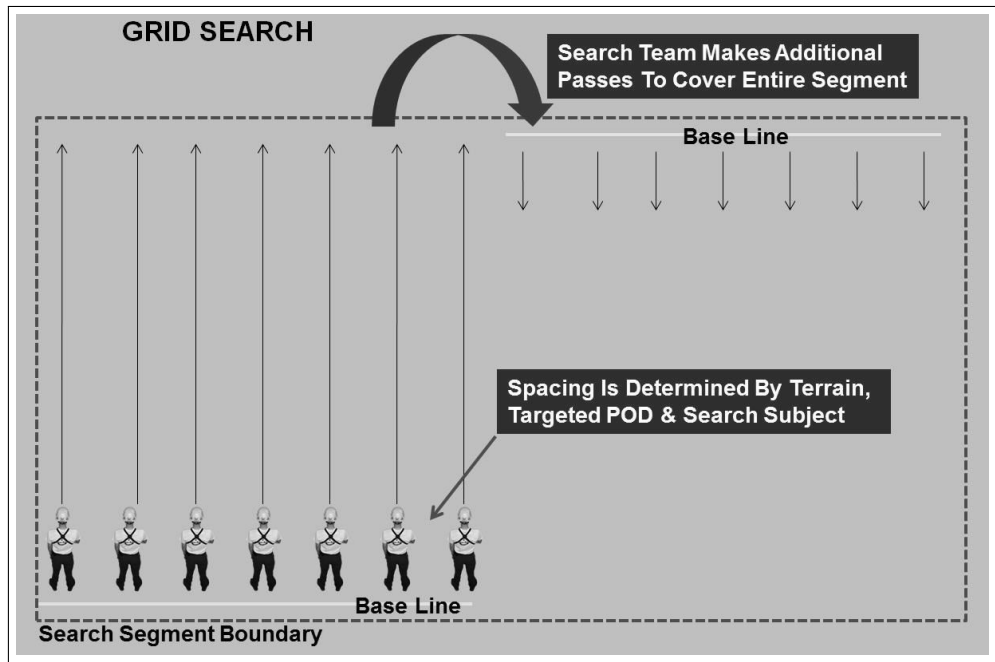 GRID SEARCH
Search Team Makes Additional
Passes To Cover Entire Segment
Base Line
Spacing Is Determined By Terrain,
Targeted POD & Search Subject
Base Line
Search Segment Boundary